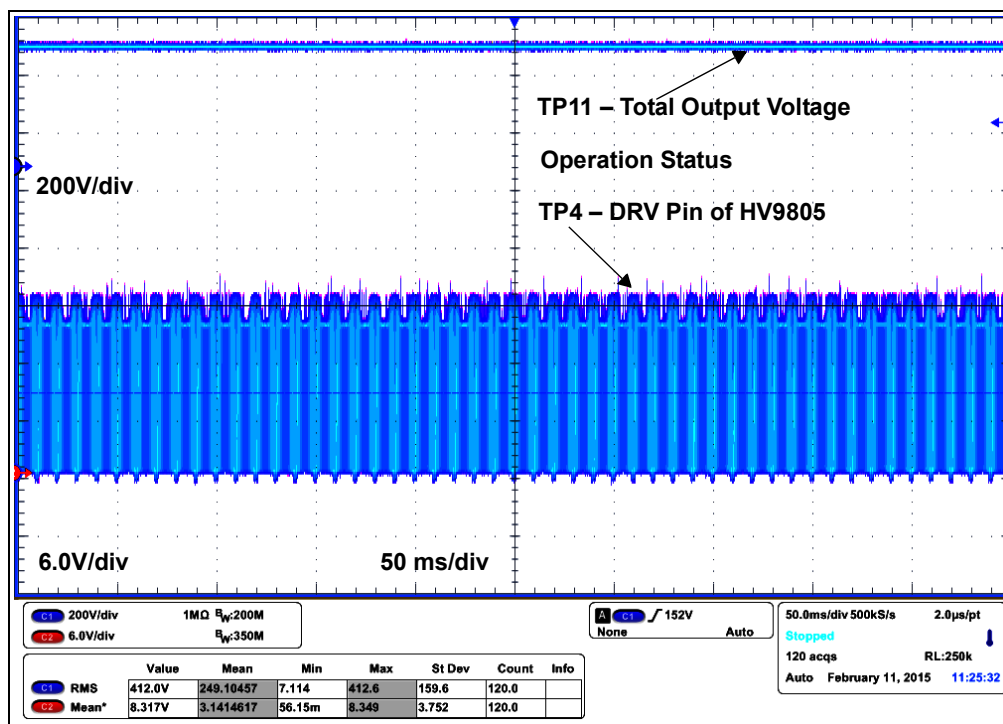 TP11 – Total Output Voltage
Operation Status
200V/div
TP4 – DRV Pin of HV9805
6.0V/div
50 ms/div
C1 200V/div 1MΩ BW:200M
C2 6.0V/div BW:350M
A C1 152V
None Auto
50.0ms/div 500kS/s 2.0µs/pt
Stopped
120 acqs RL:250k
Auto February 11, 2015 11:25:32
Value Mean Min Max St Dev Count Info
C1 RMS 412.0V 249.10457 7.114 412.6 159.6 120.0
C2 Mean* 8.317V 3.1414617 56.15m 8.349 3.752 120.0